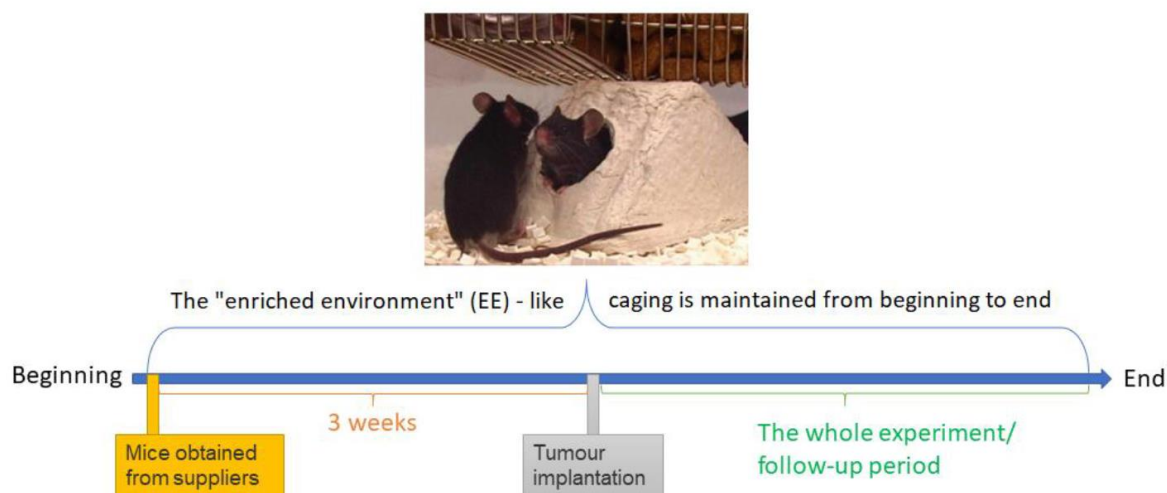 The "enriched environment" (EE) - like caging is maintained from beginning to end
Beginning
End
3 weeks
Mice obtained
from suppliers
Tumour
implantation
The whole experiment/
follow-up period